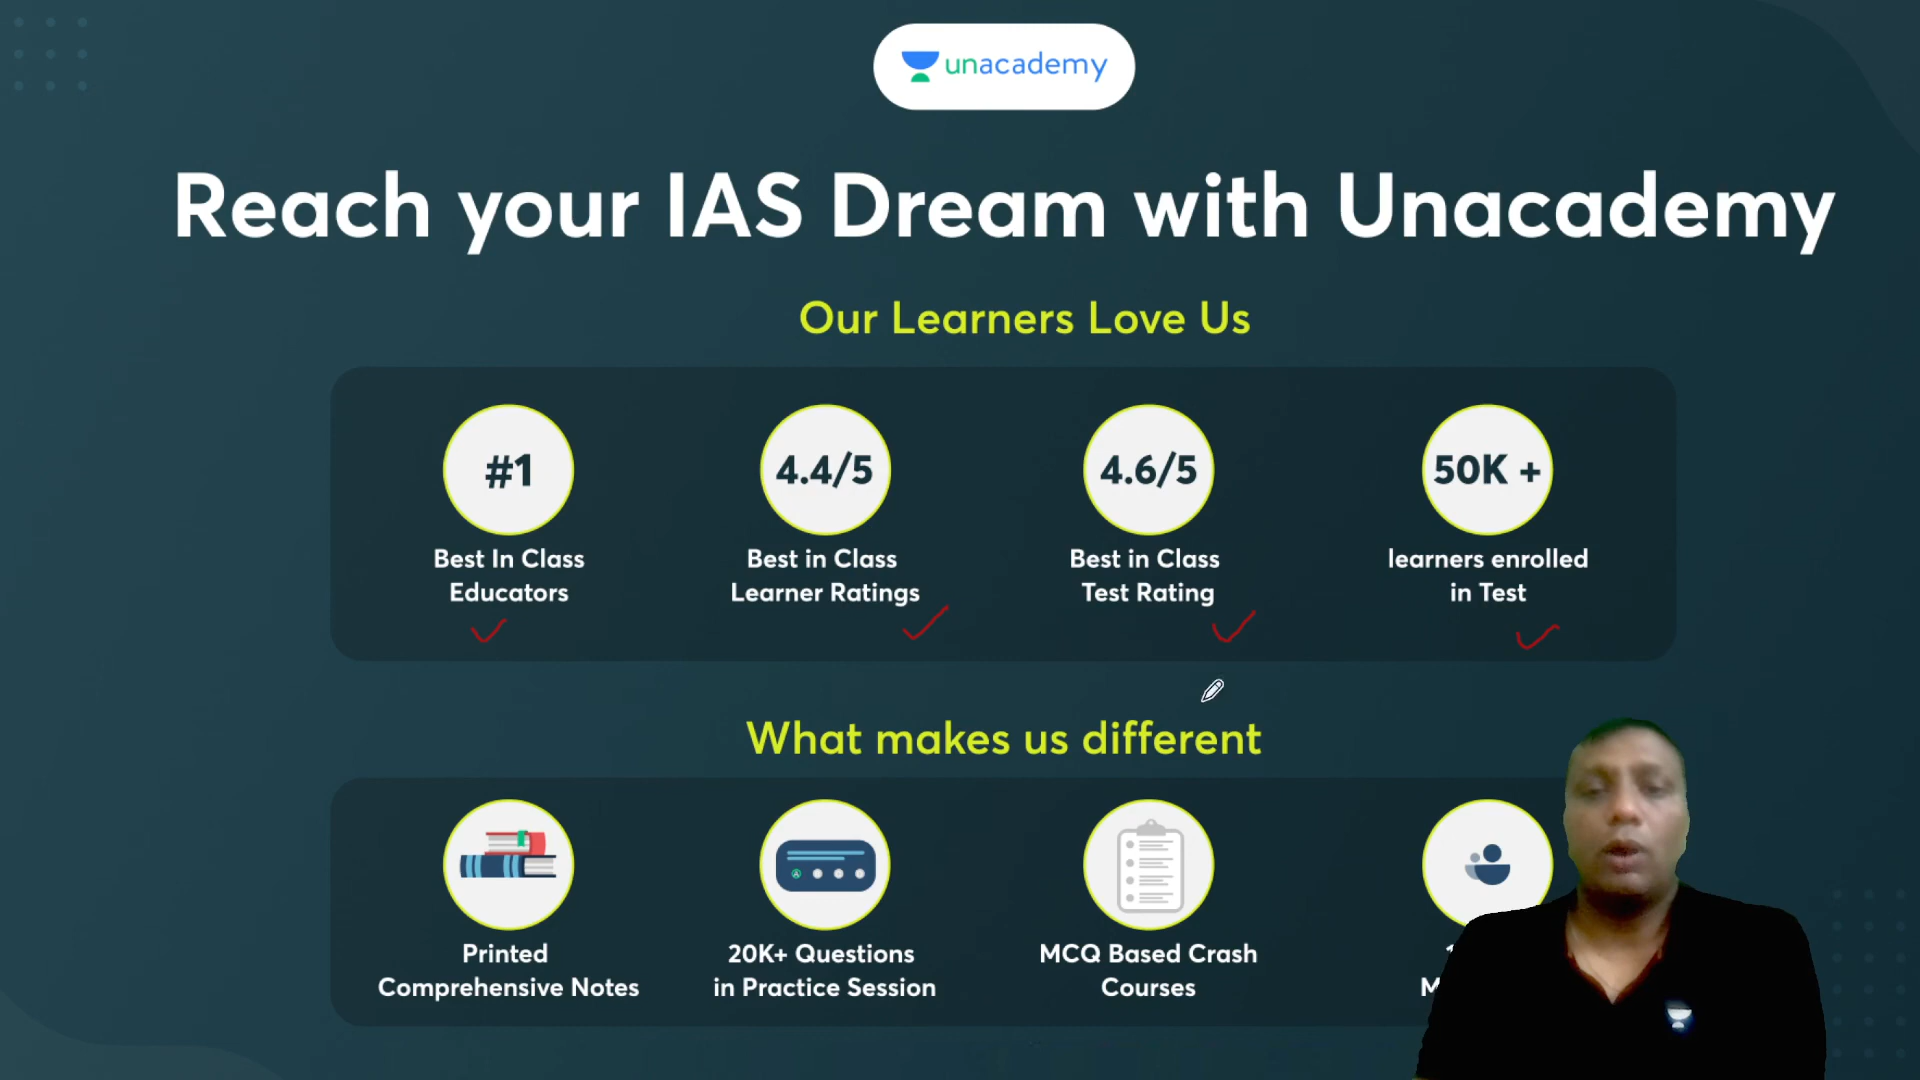 unacademy
Reach your IAS Dream with Unacademy
Our Learners Love Us
#1
Best In Class
Educators
4.4/5
Best in Class
Learner Ratings
4.6/5
Best in Class
Test Rating
50K +
learners enrolled
in Test
What makes us different
Printed
Comprehensive Notes
20K+ Questions
in Practice Session
MCQ Based Crash
Courses